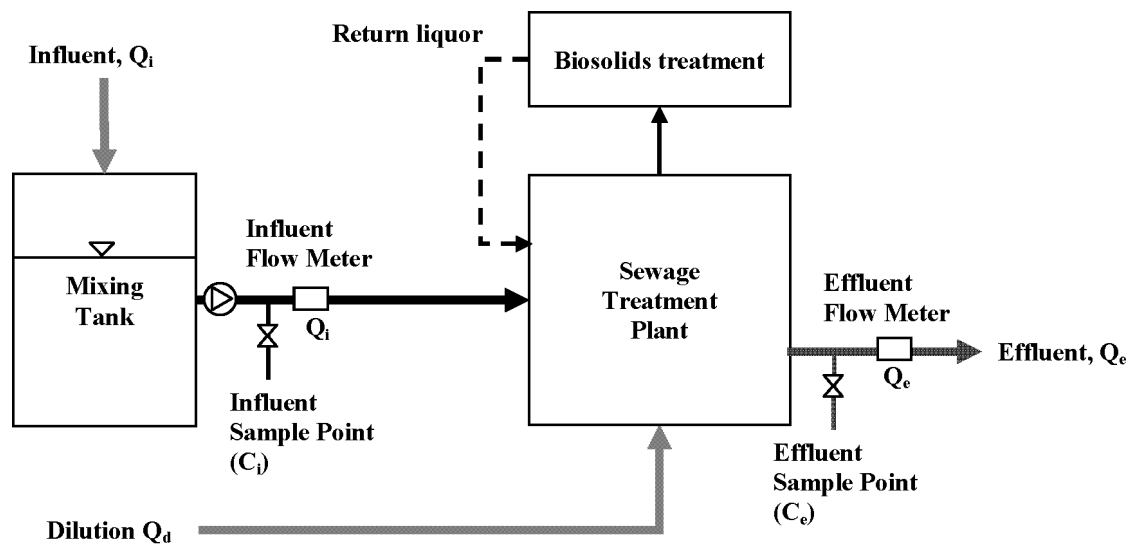 Return liquor
Biosolids treatment
Influent, Qi
Influent
Flow Meter
Mixing
Tank
Qi
Sewage
Treatment
Plant
Effluent
Flow Meter
Effluent, Qe
Qe
Influent
Sample Point
(Ci)
Effluent
Sample Point
(Ce)
Dilution Qd